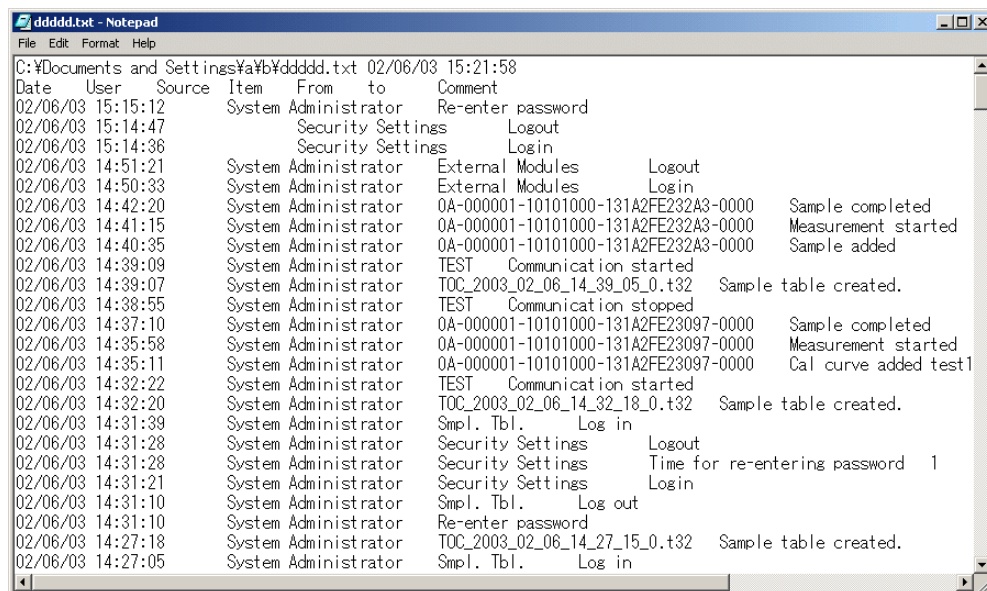 ddddd.txt - Notepad
File Edit Format Help
C:¥Documents and Settings¥a¥b¥ddddd.txt 02/06/03 15:21:58
Date User Source Item From to Comment
02/06/03 15:15:12 System Administrator Re-enter password
02/06/03 15:14:47 Security Settings Logout
02/06/03 15:14:36 Security Settings Login
02/06/03 14:51:21 System Administrator External Modules Logout
02/06/03 14:50:33 System Administrator External Modules Login
02/06/03 14:42:20 System Administrator 0A-000001-10101000-131A2FE232A3-0000 Sample completed
02/06/03 14:41:15 System Administrator 0A-000001-10101000-131A2FE232A3-0000 Measurement started
02/06/03 14:40:35 System Administrator 0A-000001-10101000-131A2FE232A3-0000 Sample added
02/06/03 14:39:09 System Administrator TEST Communication started
02/06/03 14:39:07 System Administrator TOC_2003_02_06_14_39_05_0.t32 Sample table created.
02/06/03 14:38:55 System Administrator TEST Communication stopped
02/06/03 14:37:10 System Administrator 0A-000001-10101000-131A2FE23097-0000 Sample completed
02/06/03 14:35:58 System Administrator 0A-000001-10101000-131A2FE23097-0000 Measurement started
02/06/03 14:35:11 System Administrator 0A-000001-10101000-131A2FE23097-0000 Cal curve added test1
02/06/03 14:32:22 System Administrator TEST Communication started
02/06/03 14:32:20 System Administrator TOC_2003_02_06_14_32_18_0.t32 Sample table created.
02/06/03 14:31:39 System Administrator Smpl. Tbl. Log in
02/06/03 14:31:28 System Administrator Security Settings Logout
02/06/03 14:31:28 System Administrator Security Settings Time for re-entering password 1
02/06/03 14:31:21 System Administrator Security Settings Login
02/06/03 14:31:10 System Administrator Smpl. Tbl. Log out
02/06/03 14:31:10 System Administrator Re-enter password
02/06/03 14:27:18 System Administrator TOC_2003_02_06_14_27_15_0.t32 Sample table created.
02/06/03 14:27:05 System Administrator Smpl. Tbl. Log in